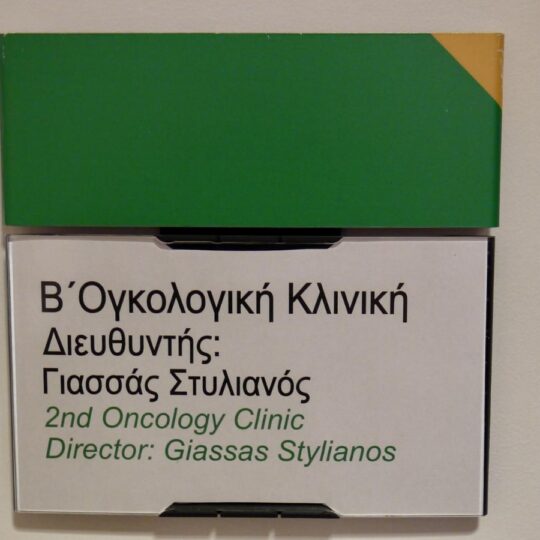 Β΄Ογκολογική Κλινική
Διευθυντής:
Γιασσάς Στυλιανός
2nd Oncology Clinic
Director: Giassas Stylianos